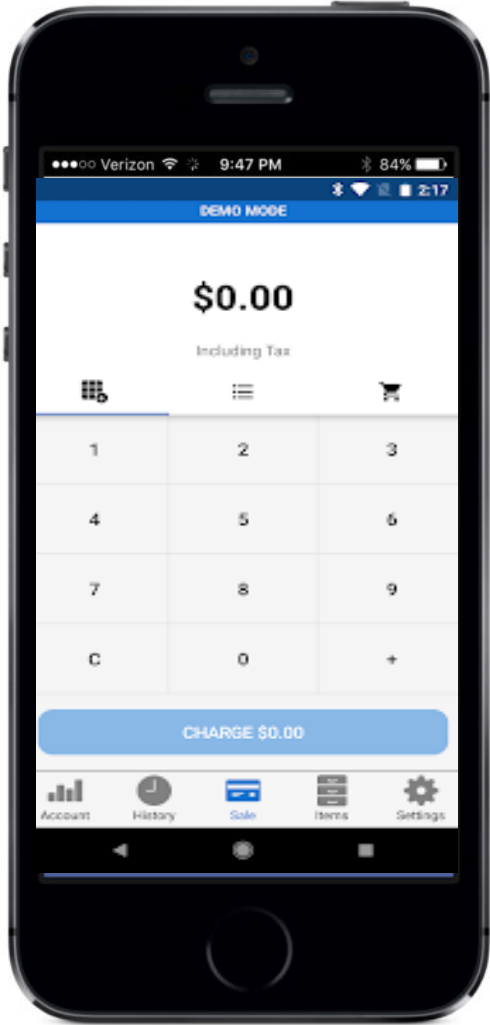 Verizon 9:47 PM 84%
2:17
DEMO MODE
$0.00
Including Tax
1 2 3
4 5 6
7 8 9
C 0 +
CHARGE $0.00
Account History Sale Items Settings